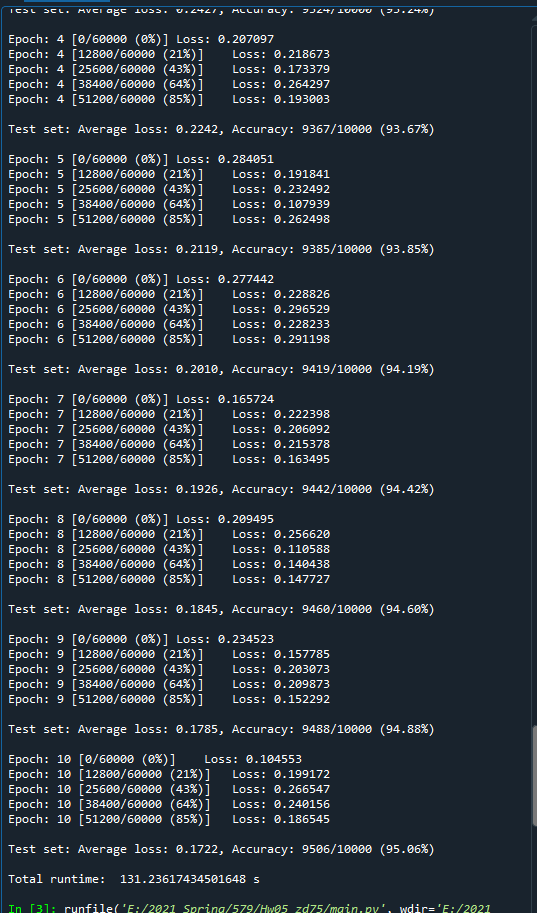 Test set: Average loss: 0.2427, Accuracy: 9324/10000 (93.24%)
Epoch: 4 [0/60000 (0%)] Loss: 0.207097
Epoch: 4 [12800/60000 (21%)] Loss: 0.218673
Epoch: 4 [25600/60000 (43%)] Loss: 0.173379
Epoch: 4 [38400/60000 (64%)] Loss: 0.264297
Epoch: 4 [51200/60000 (85%)] Loss: 0.193003
Test set: Average loss: 0.2242, Accuracy: 9367/10000 (93.67%)
Epoch: 5 [0/60000 (0%)] Loss: 0.284051
Epoch: 5 [12800/60000 (21%)] Loss: 0.191841
Epoch: 5 [25600/60000 (43%)] Loss: 0.232492
Epoch: 5 [38400/60000 (64%)] Loss: 0.107939
Epoch: 5 [51200/60000 (85%)] Loss: 0.262498
Test set: Average loss: 0.2119, Accuracy: 9385/10000 (93.85%)
Epoch: 6 [0/60000 (0%)] Loss: 0.277442
Epoch: 6 [12800/60000 (21%)] Loss: 0.228826
Epoch: 6 [25600/60000 (43%)] Loss: 0.296529
Epoch: 6 [38400/60000 (64%)] Loss: 0.228233
Epoch: 6 [51200/60000 (85%)] Loss: 0.291198
Test set: Average loss: 0.2010, Accuracy: 9419/10000 (94.19%)
Epoch: 7 [0/60000 (0%)] Loss: 0.165724
Epoch: 7 [12800/60000 (21%)] Loss: 0.222398
Epoch: 7 [25600/60000 (43%)] Loss: 0.206092
Epoch: 7 [38400/60000 (64%)] Loss: 0.215378
Epoch: 7 [51200/60000 (85%)] Loss: 0.163495
Test set: Average loss: 0.1926, Accuracy: 9442/10000 (94.42%)
Epoch: 8 [0/60000 (0%)] Loss: 0.209495
Epoch: 8 [12800/60000 (21%)] Loss: 0.256620
Epoch: 8 [25600/60000 (43%)] Loss: 0.110588
Epoch: 8 [38400/60000 (64%)] Loss: 0.140438
Epoch: 8 [51200/60000 (85%)] Loss: 0.147727
Test set: Average loss: 0.1845, Accuracy: 9460/10000 (94.60%)
Epoch: 9 [0/60000 (0%)] Loss: 0.234523
Epoch: 9 [12800/60000 (21%)] Loss: 0.157785
Epoch: 9 [25600/60000 (43%)] Loss: 0.203073
Epoch: 9 [38400/60000 (64%)] Loss: 0.209873
Epoch: 9 [51200/60000 (85%)] Loss: 0.152292
Test set: Average loss: 0.1785, Accuracy: 9488/10000 (94.88%)
Epoch: 10 [0/60000 (0%)] Loss: 0.104553
Epoch: 10 [12800/60000 (21%)] Loss: 0.199172
Epoch: 10 [25600/60000 (43%)] Loss: 0.266547
Epoch: 10 [38400/60000 (64%)] Loss: 0.240156
Epoch: 10 [51200/60000 (85%)] Loss: 0.186545
Test set: Average loss: 0.1722, Accuracy: 9506/10000 (95.06%)
Total runtime: 131.23617434501648 s
In [3]: runfile('E:/2021 Spring/579/Hw05_zd75/main.py', wdir='E:/2021